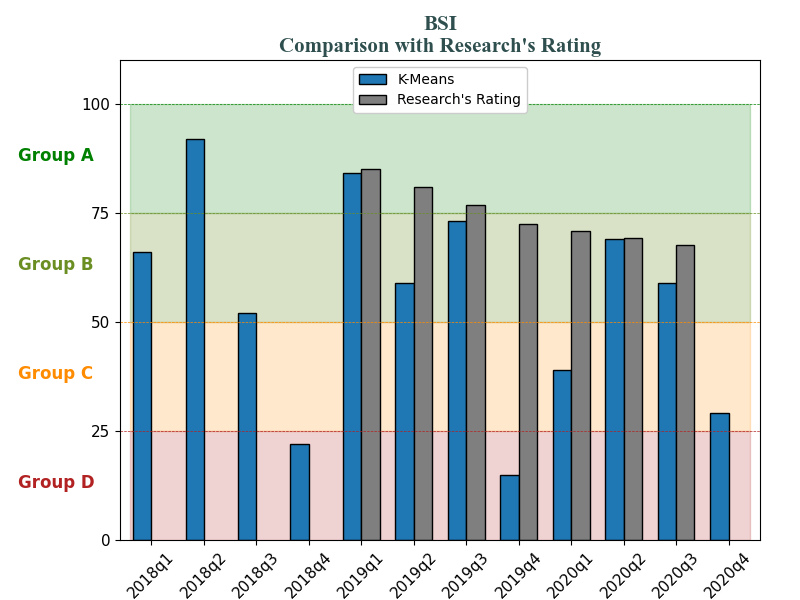 BSI
Comparison with Research's Rating
K-Means
Research's Rating
100
Group A
75
Group B
50
Group C
25
Group D
0
2018q1 2018q2 2018q3 2018q4 2019q1 2019q2 2019q3 2019q4 2020q1 2020q2 2020q3 2020q4